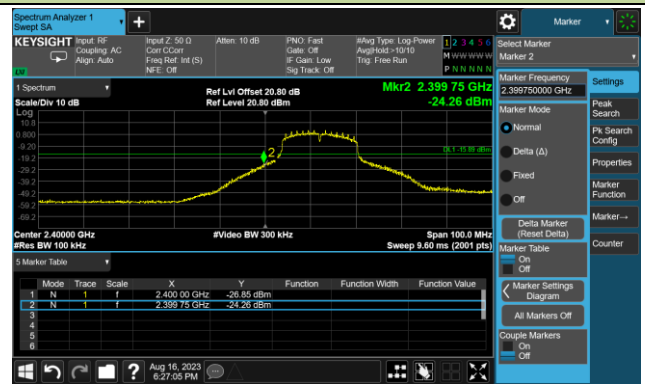 Spectrum Analyzer 1
Swept SA
KEYSIGHT
Input: RF
Coupling: AC
Align: Auto
Input Z: 50 Ω
Corr CCorr
Freq Ref: Int (S)
NFE: Off
Atten: 10 dB
PNO: Fast
Gate: Off
IF Gain: Low
Sig Track: Off
#Avg Type: Log-Power
Avg|Hold:>10/10
Trig: Free Run
1 2 3 4 5 6
M W W W W W
P N N N N N
LXI
1 Spectrum
Scale/Div 10 dB
Ref Lvl Offset 20.80 dB
Ref Level 20.80 dBm
Mkr2 2.399 75 GHz
-24.26 dBm
Log
10.8
0.800
-9.20
-19.2
-29.2
-39.2
-49.2
-59.2
-69.2
2
DL1 -15.89 dBm
Center 2.40000 GHz
#Res BW 100 kHz
#Video BW 300 kHz
Span 100.0 MHz
Sweep 9.60 ms (2001 pts)
5 Marker Table
Mode Trace Scale X Y Function Function Width Function Value
1 N 1 f 2.400 00 GHz -26.85 dBm
2 N 1 f 2.399 75 GHz -24.26 dBm
3
4
5
6
Aug 16, 2023
6:27:05 PM
Marker
Select Marker
Marker 2
Marker Frequency
2.399750000 GHz
Marker Mode
Normal
Delta (Δ)
Fixed
Off
Delta Marker
(Reset Delta)
Marker Table
On
Off
Marker Settings
Diagram
All Markers Off
Couple Markers
On
Off
Settings
Peak
Search
Pk Search
Config
Properties
Marker
Function
Marker→
Counter